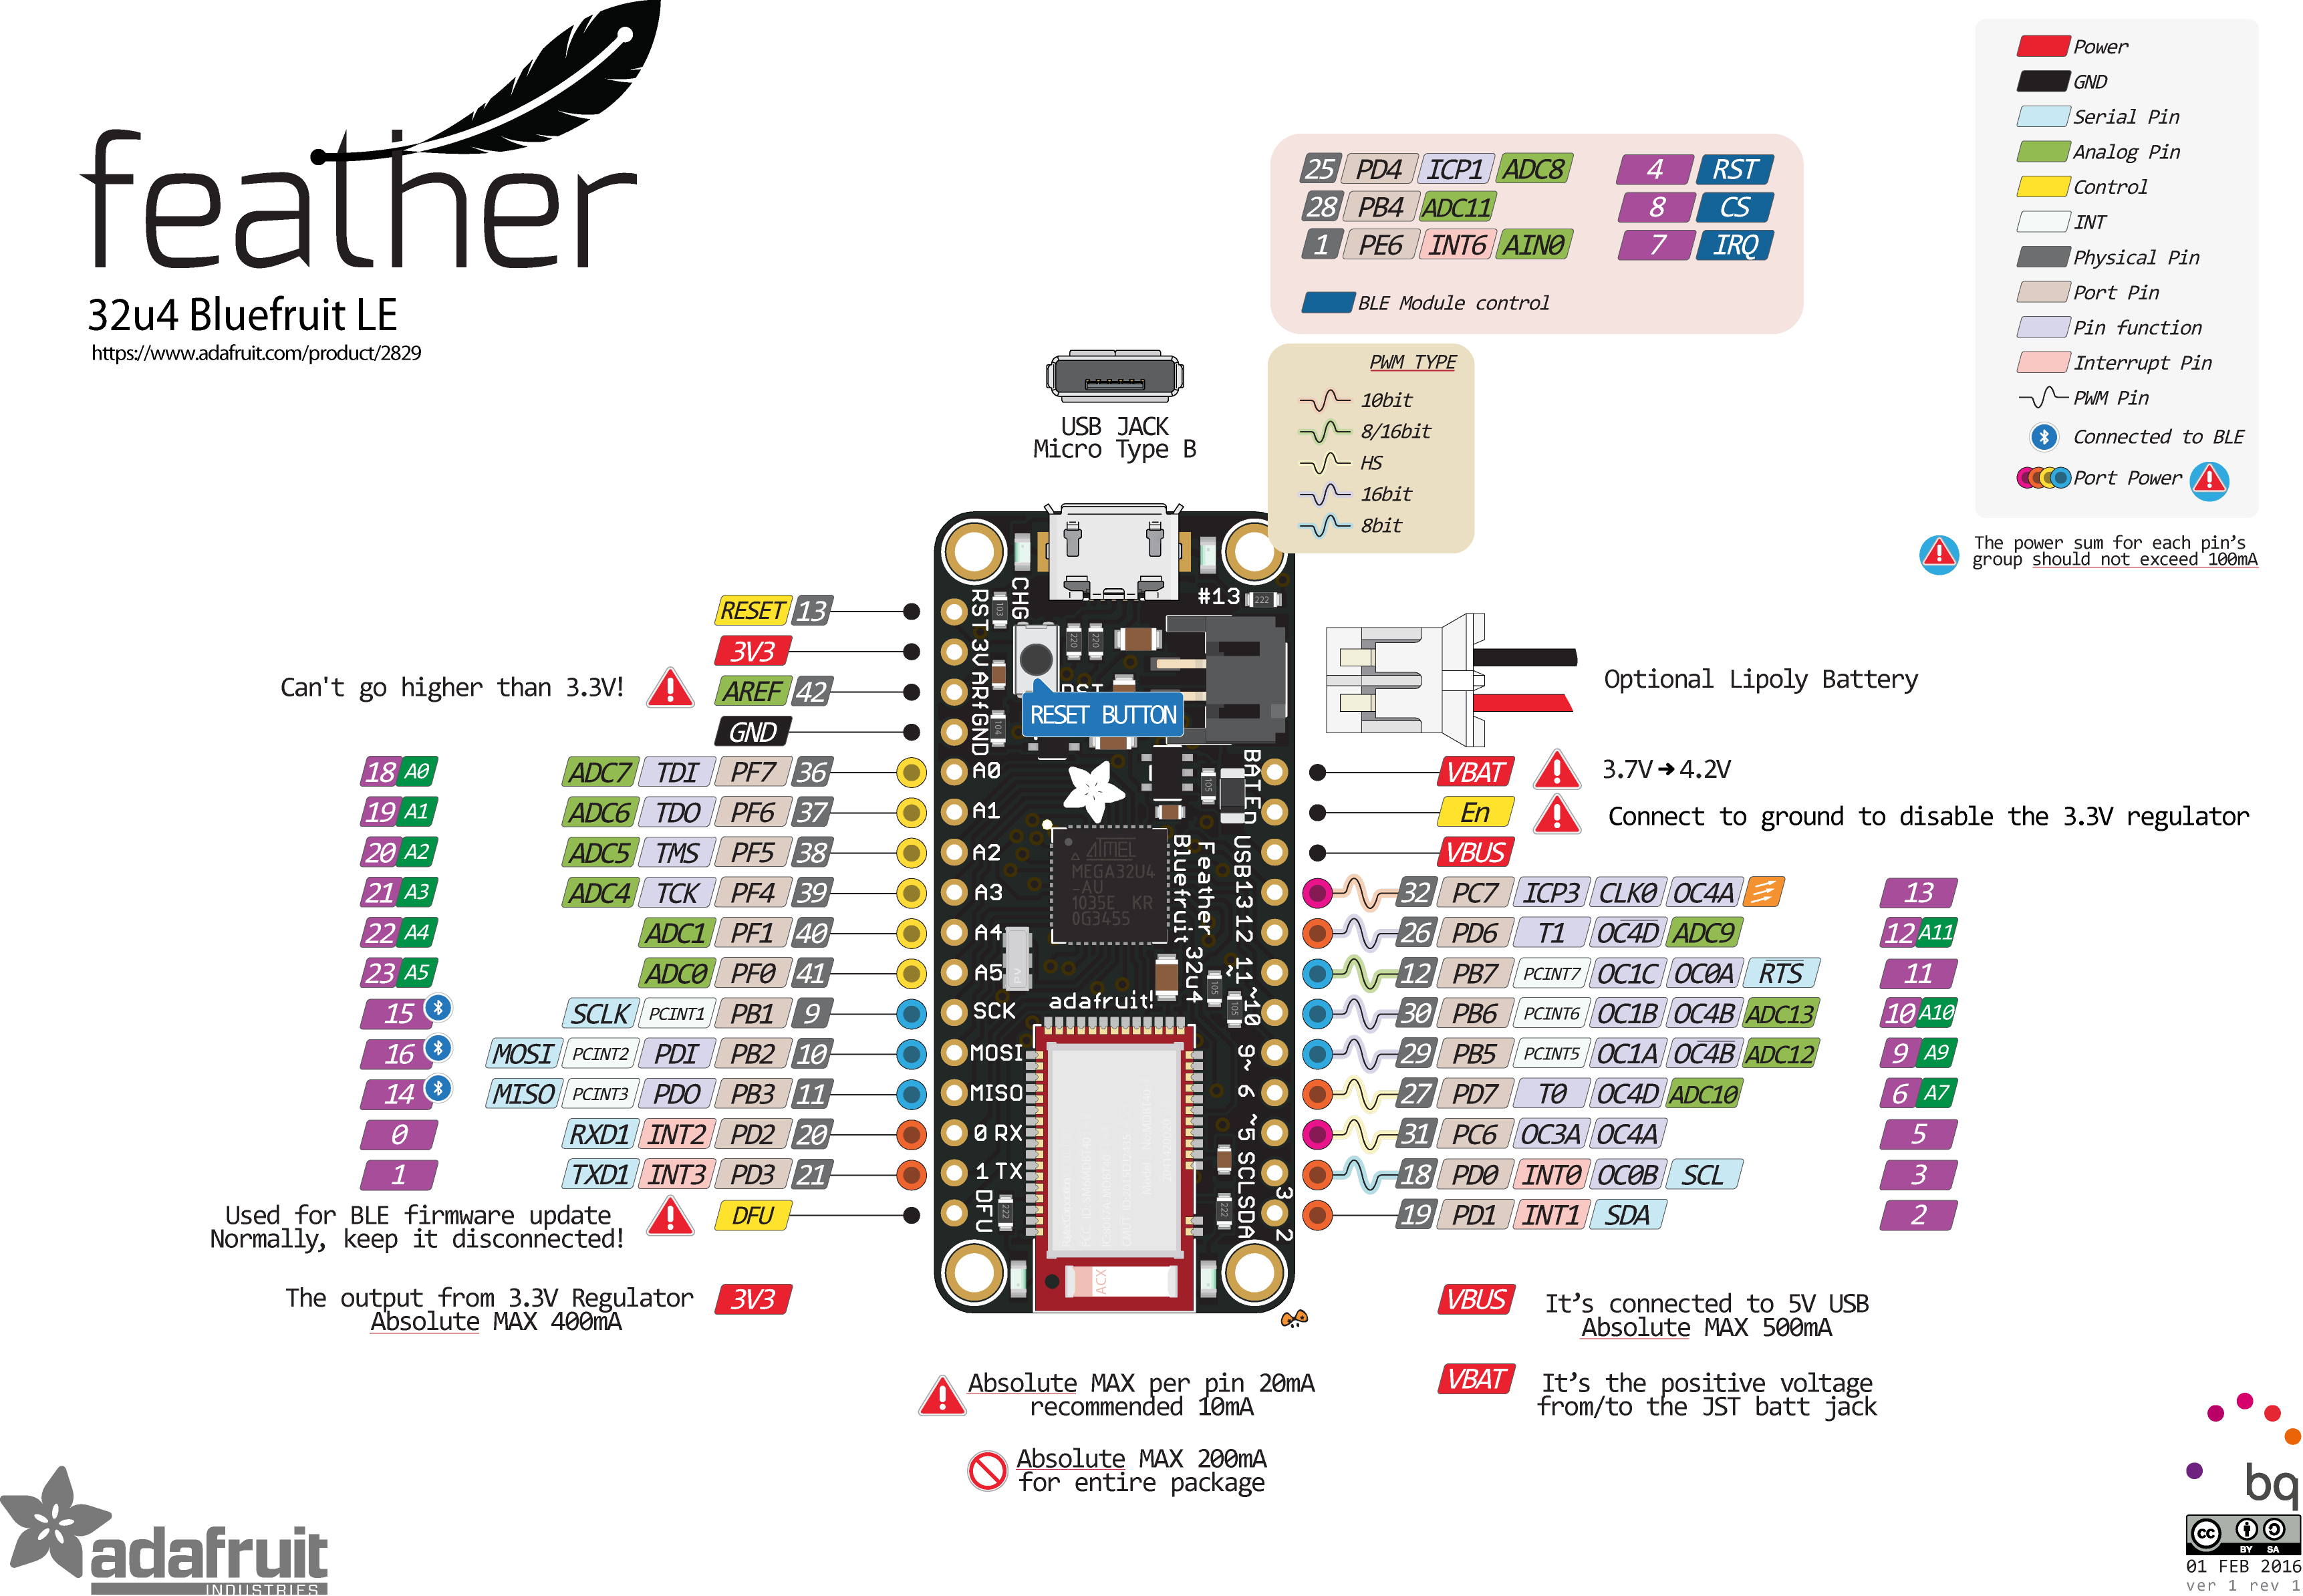 feather
32u4 Bluefruit LE
https://www.adafruit.com/product/2829
25 PD4 ICP1 ADC8 4 RST
28 PB4 ADC11 8 CS
1 PE6 INT6 AIN0 7 IRQ
BLE Module control
Power
GND
Serial Pin
Analog Pin
Control
INT
Physical Pin
Port Pin
Pin function
Interrupt Pin
PWM Pin
Connected to BLE
Port Power
The power sum for each pin's
group should not exceed 100mA
PWM TYPE
10bit
8/16bit
HS
16bit
8bit
USB JACK
Micro Type B
RESET 13
3V3
Can't go higher than 3.3V!
AREF 42
GND
18 A0 ADC7 TDI PF7 36
19 A1 ADC6 TDO PF6 37
20 A2 ADC5 TMS PF5 38
21 A3 ADC4 TCK PF4 39
22 A4 ADC1 PF1 40
23 A5 ADC0 PF0 41
15 SCLK PCINT1 PB1 9
16 MOSI PCINT2 PDI PB2 10
14 MISO PCINT3 PDO PB3 11
0 RXD1 INT2 PD2 20
1 TXD1 INT3 PD3 21
Used for BLE firmware update
Normally, keep it disconnected!
DFU
The output from 3.3V Regulator
Absolute MAX 400mA
3V3
CHG
#13
222
103
220
220
RST
3V
ARf
GND
RST
RESET BUTTON
104
A0
A1
A2
A3
A4
A5
SCK
MOSI
MISO
0 RX
1 TX
DFU
222
105
ATMEL
MEGA32U4
-AU
1035E KR
0G3455
Feather 32u4
Bluefruit
adafruit!
105
105
222
ACX
BAT
EN
USB
13
12
11
~10
9~
6
~5
SCL
SDA
3
2
Optional Lipoly Battery
VBAT 3.7V➜4.2V
En Connect to ground to disable the 3.3V regulator
VBUS
32 PC7 ICP3 CLK0 OC4A 13
26 PD6 T1 OC4D ADC9 12 A11
12 PB7 PCINT7 OC1C OC0A RTS 11
30 PB6 PCINT6 OC1B OC4B ADC13 10 A10
29 PB5 PCINT5 OC1A OC4B ADC12 9 A9
27 PD7 T0 OC4D ADC10 6 A7
31 PC6 OC3A OC4A 5
18 PD0 INT0 OC0B SCL 3
19 PD1 INT1 SDA 2
VBUS
It's connected to 5V USB
Absolute MAX 500mA
VBAT
It's the positive voltage
from/to the JST batt jack
Absolute MAX per pin 20mA
recommended 10mA
Absolute MAX 200mA
for entire package
adafruit
INDUSTRIES
bq
cc
BY SA
01 FEB 2016
ver 1 rev 1